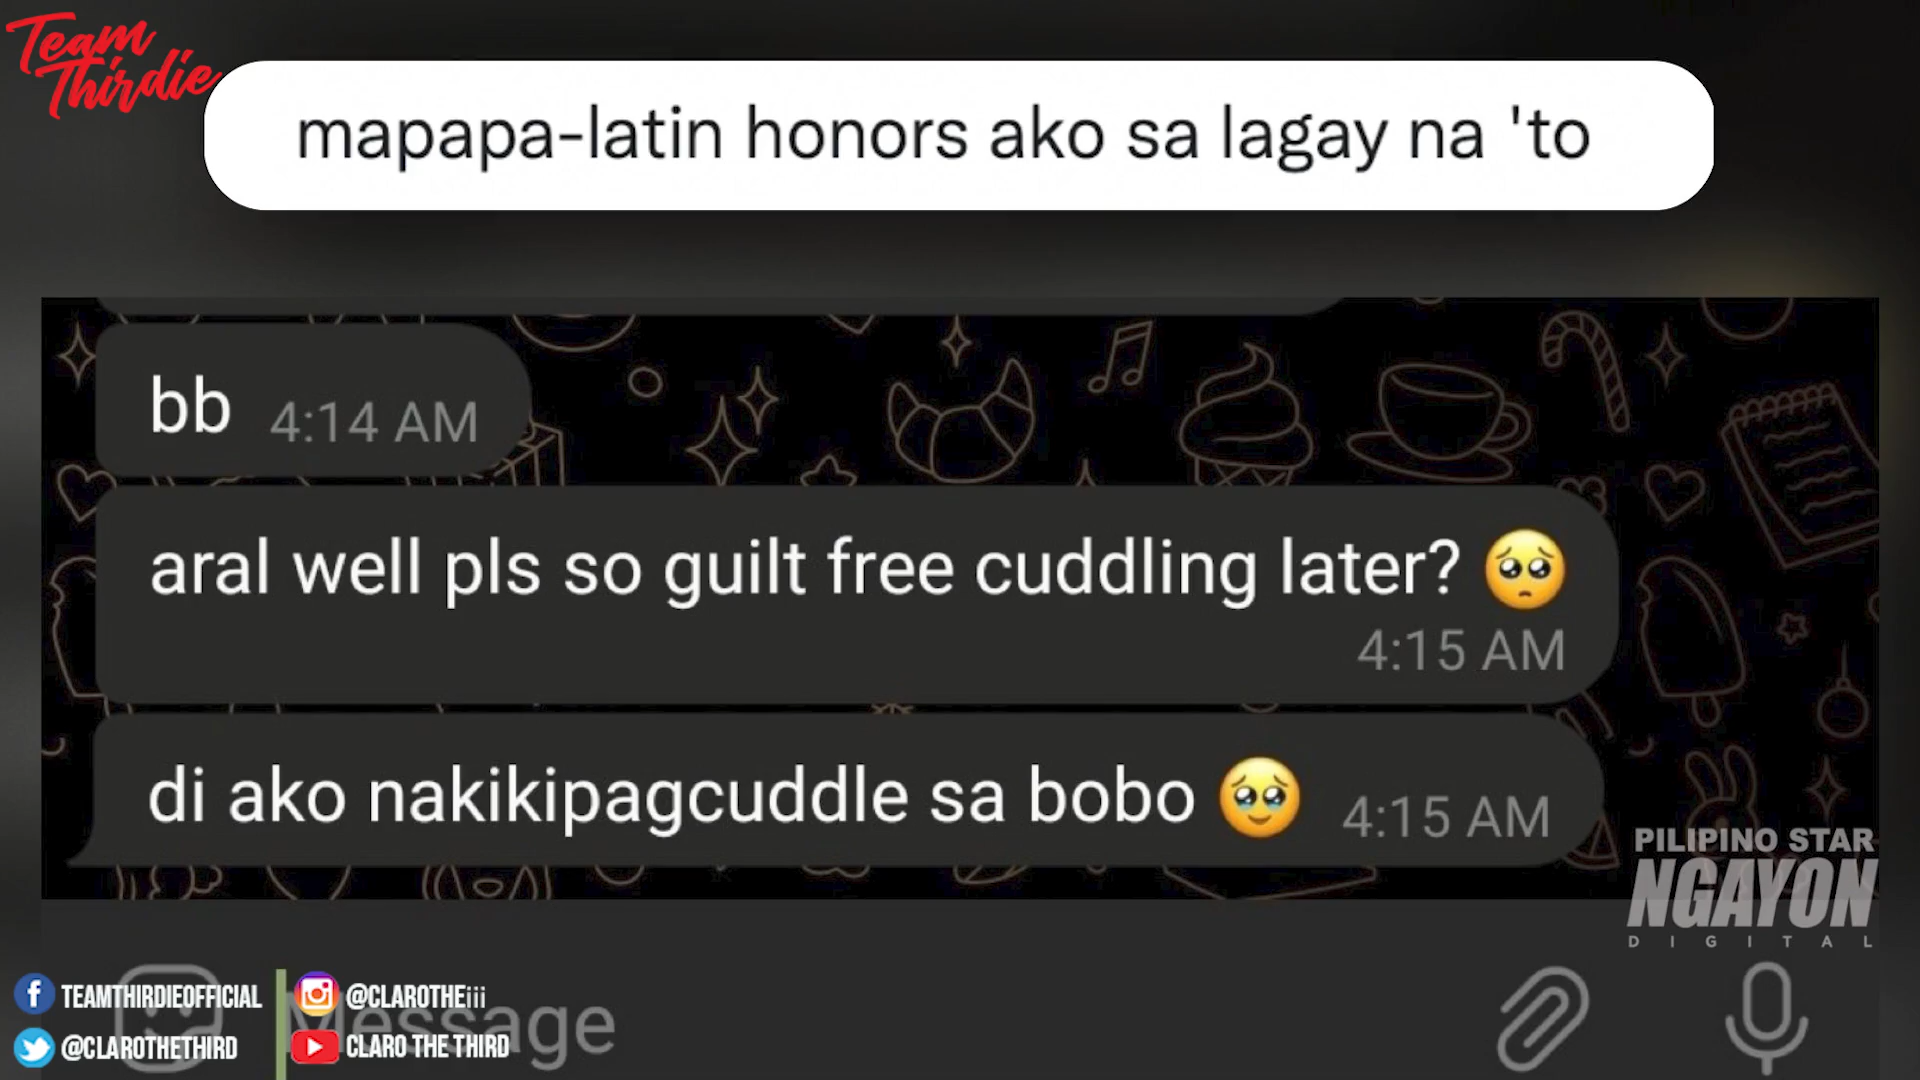 Team
Thirdie
mapapa-latin honors ako sa lagay na 'to
bb 4:14 AM
aral well pls so guilt free cuddling later? 🥺
4:15 AM
di ako nakikipagcuddle sa bobo 🥹 4:15 AM
PILIPINO STAR
NGAYON
DIGITAL
Message
TEAMTHIRDIEOFFICIAL
@CLAROTHEiii
@CLAROTHETHIRD
CLARO THE THIRD